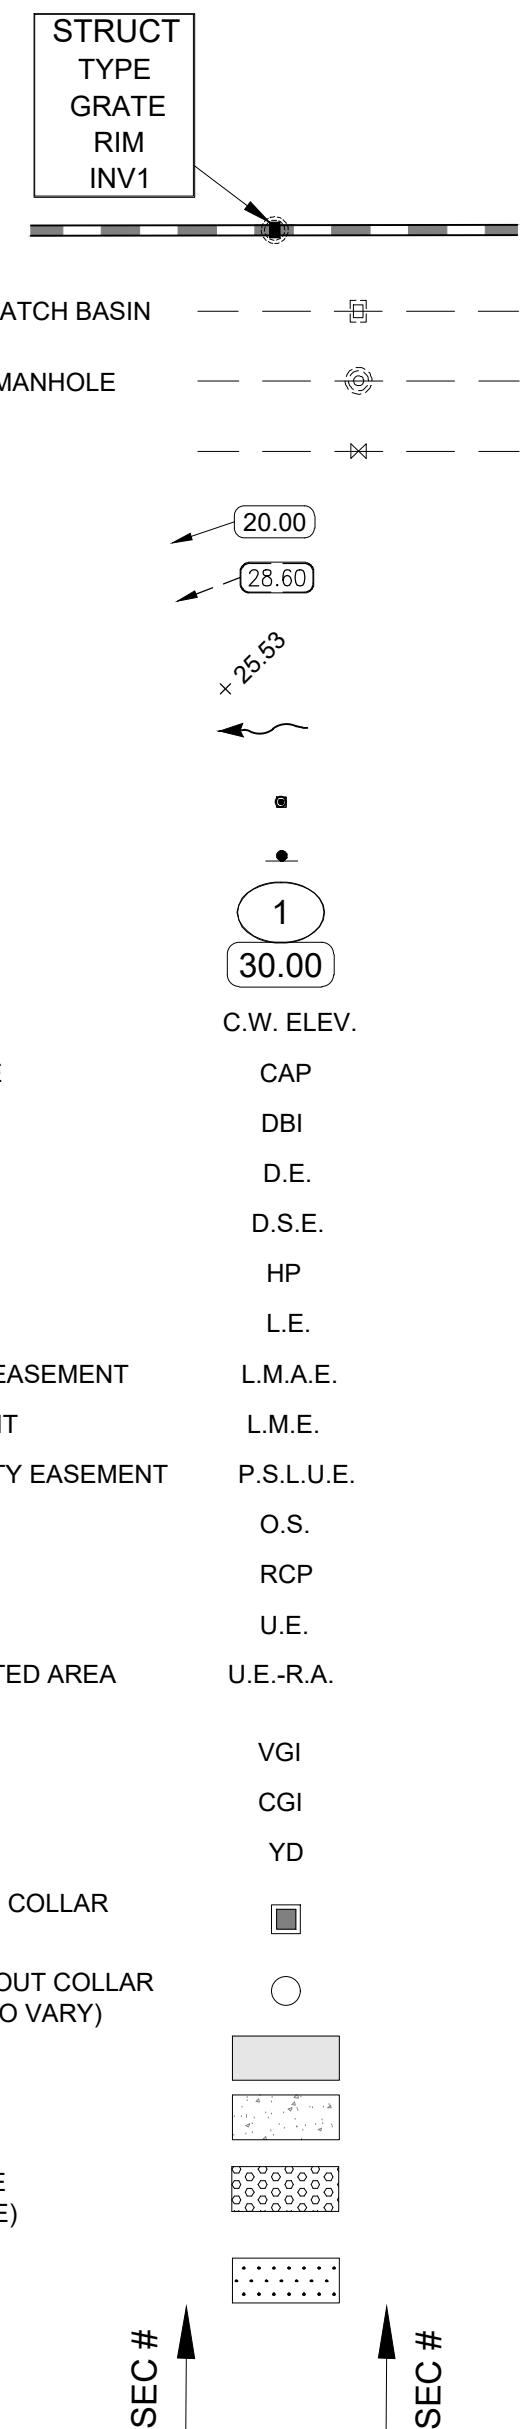 STRUCT
TYPE
GRATE
RIM
INV1
ATCH BASIN
MANHOLE
20.00
28.60
25.53
1
30.00
C.W. ELEV.
E CAP
DBI
D.E.
D.S.E.
HP
L.E.
EASEMENT L.M.A.E.
NT L.M.E.
TY EASEMENT P.S.L.U.E.
O.S.
RCP
U.E.
TED AREA U.E.-R.A.
VGI
CGI
YD
COLLAR
OUT COLLAR
O VARY)
E
E)
SEC #
SEC #